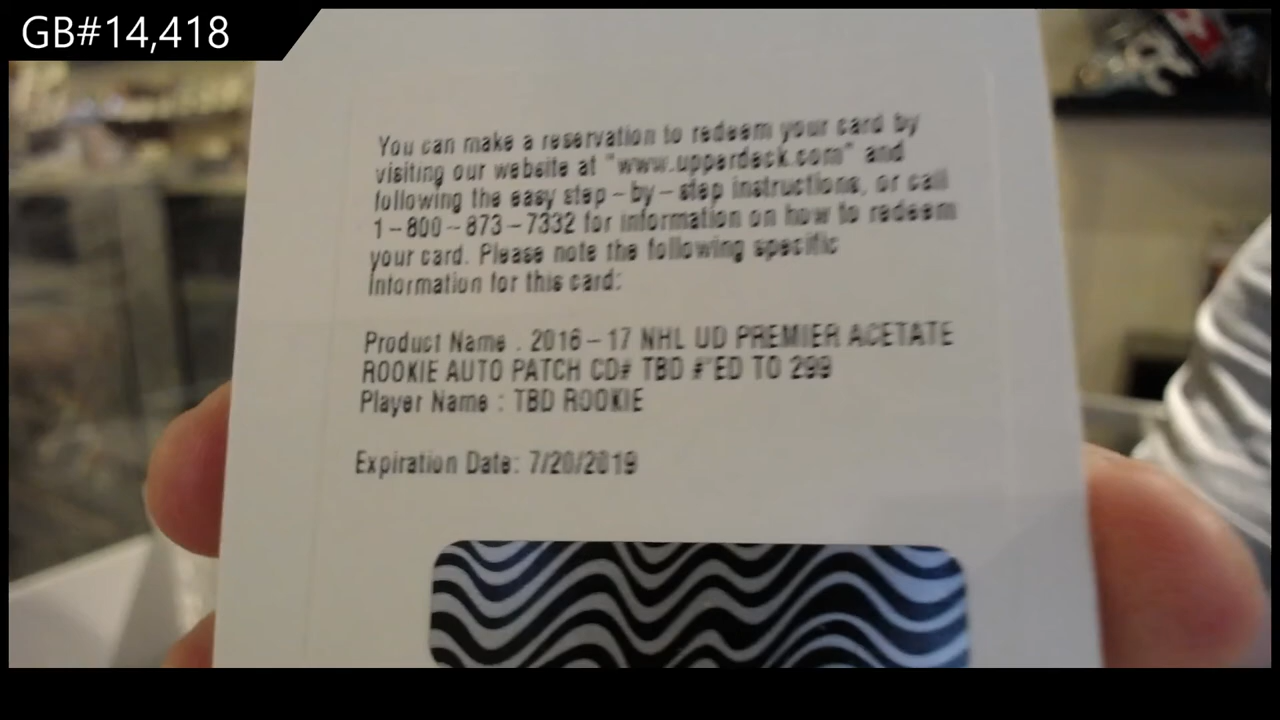 GB#14,418
You can make a reservation to redeem your card by
visiting our website at "www.upperdeck.com" and
following the easy step-by-step instructions, or call
1-800-873-7332 for information on how to redeem
your card. Please note the following specific
information for this card:
Product Name . 2016-17 NHL UD PREMIER ACETATE
ROOKIE AUTO PATCH CD# TBD #'ED TO 299
Player Name : TBD ROOKIE
Expiration Date: 7/20/2019